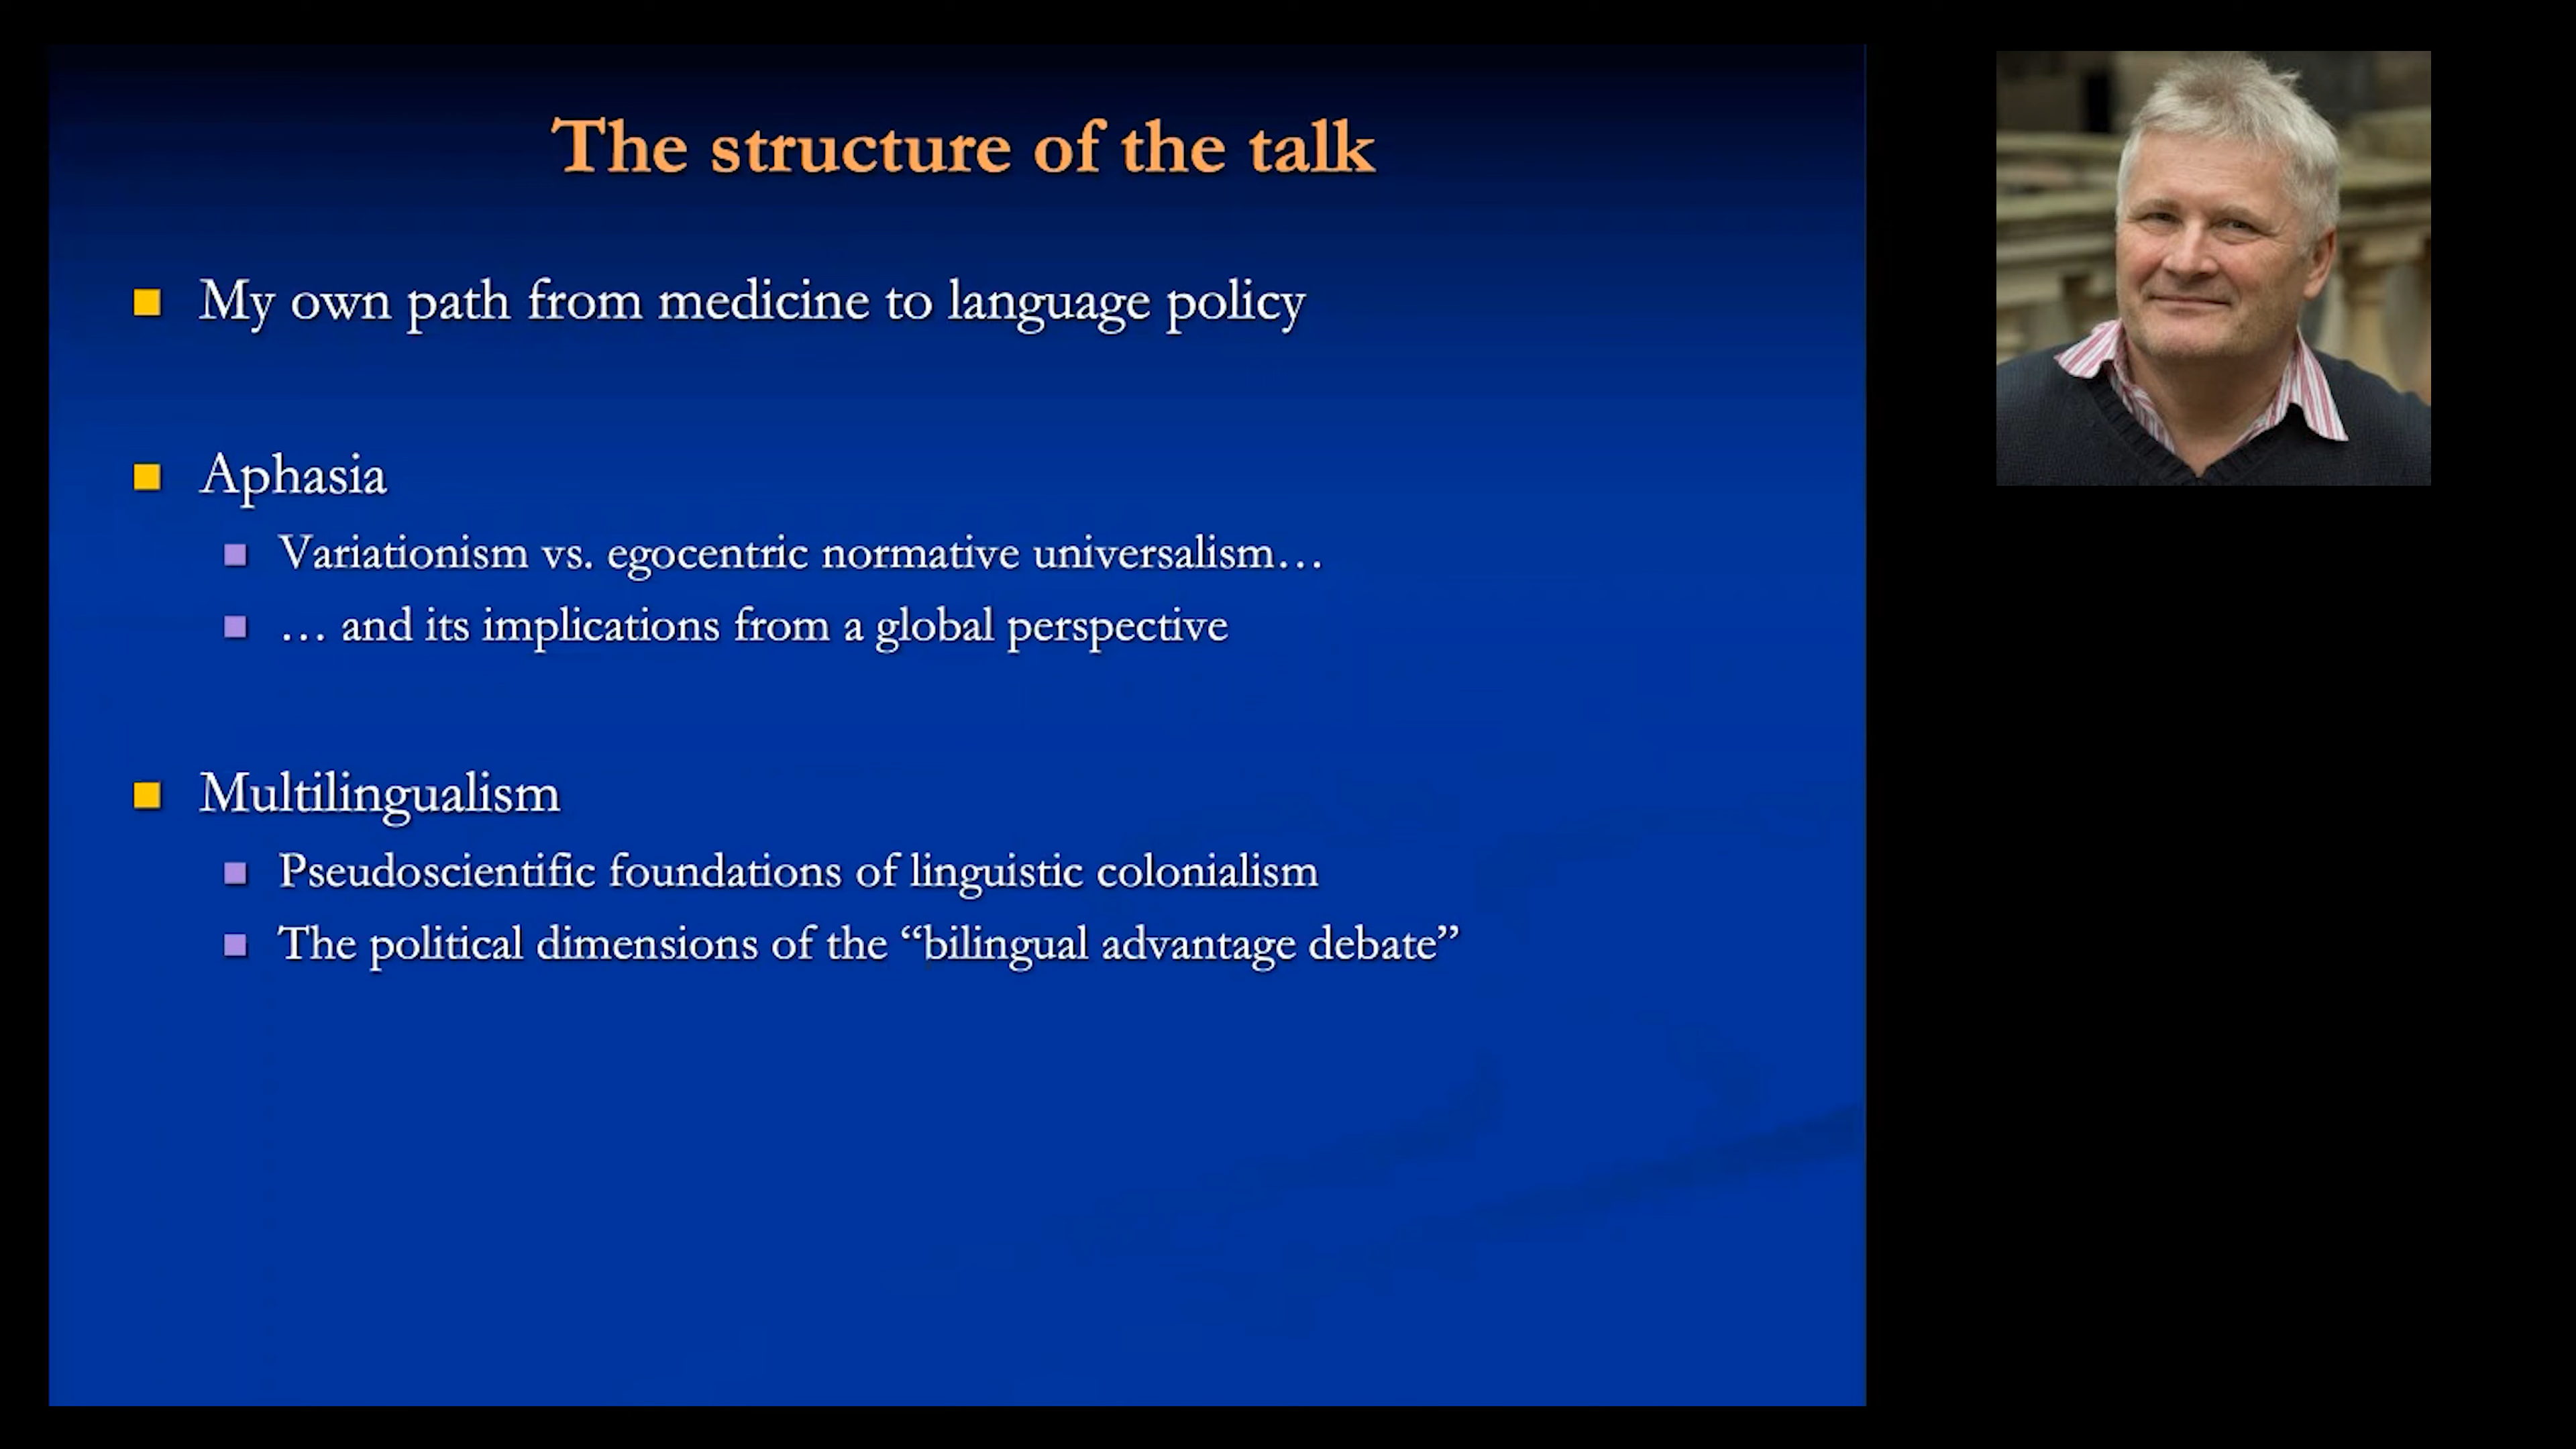 The structure of the talk
My own path from medicine to language policy
Aphasia
Variationism vs. egocentric normative universalism…
… and its implications from a global perspective
Multilingualism
Pseudoscientific foundations of linguistic colonialism
The political dimensions of the “bilingual advantage debate”